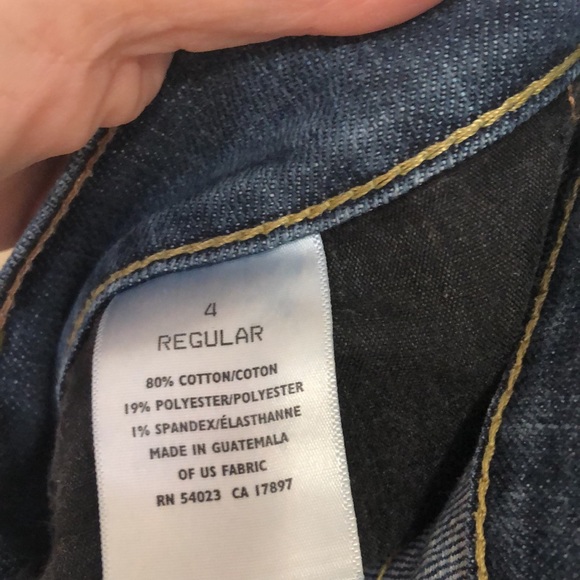 4
REGULAR
80% COTTON/COTON
19% POLYESTER/POLYESTER
1% SPANDEX/ÉLASTHANNE
MADE IN GUATEMALA
OF US FABRIC
RN 54023 CA 17897